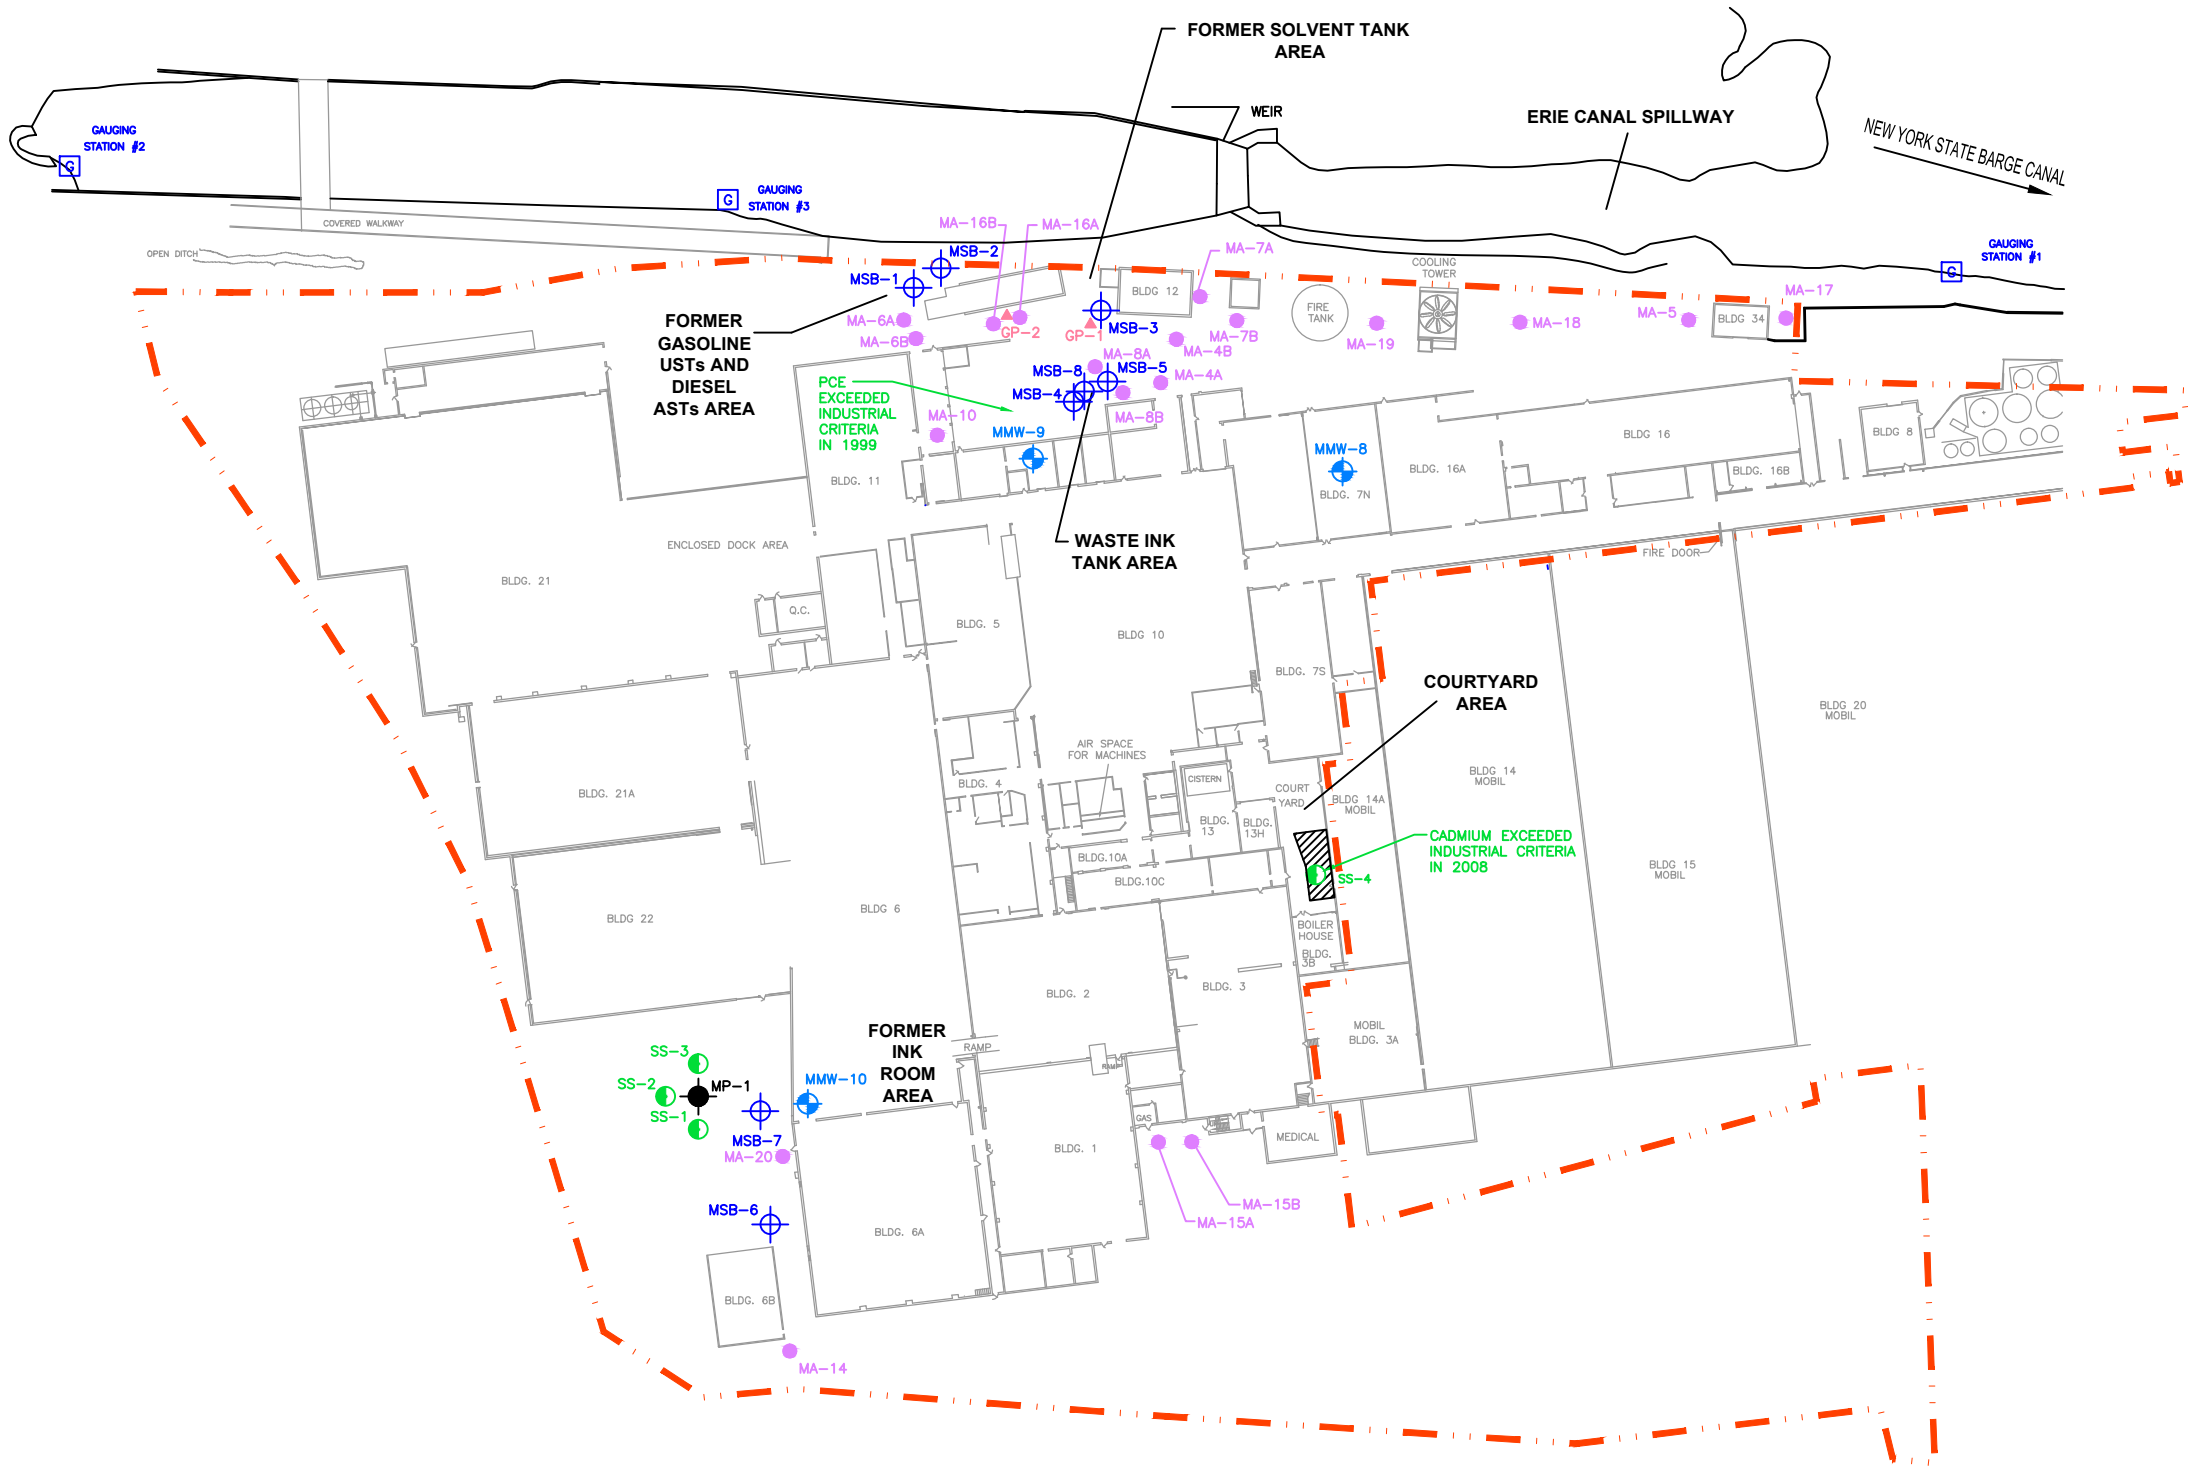 FORMER SOLVENT TANK
AREA
WEIR
ERIE CANAL SPILLWAY
NEW YORK STATE BARGE CANAL
GAUGING
STATION #2
G
GAUGING
STATION #3
G
GAUGING
STATION #1
G
COVERED WALKWAY
OPEN DITCH
MA-16B
MA-16A
MSB-2
MSB-1
MA-7A
BLDG 12
COOLING
TOWER
FIRE
TANK
MA-17
MA-5
BLDG 34
MA-18
MA-19
MA-7B
MA-4B
MSB-3
GP-1
GP-2
MA-6A
MA-6B
FORMER
GASOLINE
USTs AND
DIESEL
ASTs AREA
MA-8A
MSB-8
MSB-5
MSB-4
MA-4A
MA-8B
PCE
EXCEEDED
INDUSTRIAL
CRITERIA
IN 1999
MA-10
MMW-9
MMW-8
BLDG. 7N
BLDG. 16A
BLDG 16
BLDG. 16B
BLDG 8
BLDG. 11
ENCLOSED DOCK AREA
WASTE INK
TANK AREA
FIRE DOOR
BLDG. 21
Q.C.
BLDG. 5
BLDG 10
BLDG. 7S
COURTYARD
AREA
BLDG 20
MOBIL
AIR SPACE
FOR MACHINES
BLDG. 4
CISTERN
COURT
YARD
BLDG 14A
MOBIL
BLDG 14
MOBIL
BLDG. 21A
BLDG.
13
BLDG.
13H
CADMIUM EXCEEDED
INDUSTRIAL CRITERIA
IN 2008
SS-4
BLDG 15
MOBIL
BLDG.10A
BLDG.10C
BLDG 22
BLDG 6
BOILER
HOUSE
BLDG.
3B
BLDG. 2
BLDG. 3
MOBIL
BLDG. 3A
FORMER
INK
ROOM
AREA
RAMP
RAMP
SS-3
SS-2
SS-1
MP-1
MMW-10
MSB-7
MA-20
GAS
MEDICAL
BLDG. 1
MA-15B
MA-15A
MSB-6
BLDG. 6A
BLDG. 6B
MA-14